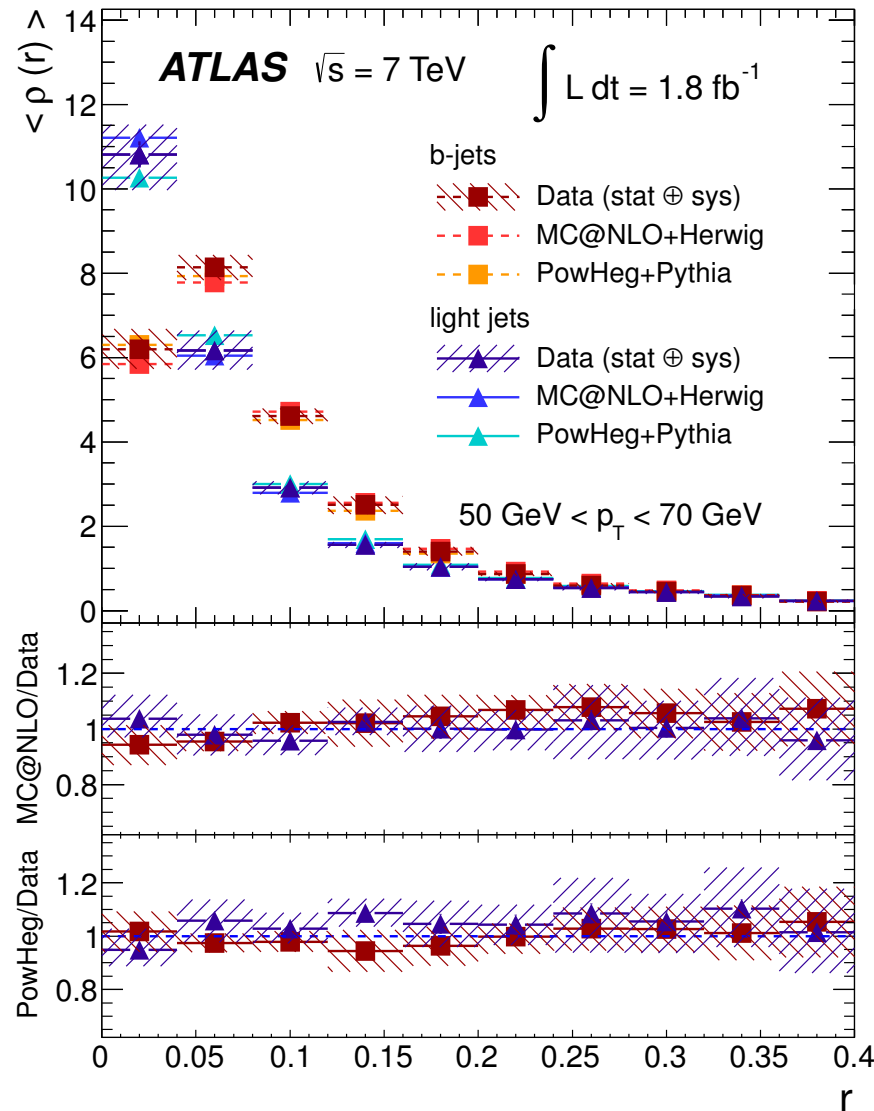 < ρ (r) >
14
12
10
8
6
4
2
0
ATLAS √s = 7 TeV ∫ L dt = 1.8 fb⁻¹
b-jets
Data (stat ⊕ sys)
MC@NLO+Herwig
PowHeg+Pythia
light jets
Data (stat ⊕ sys)
MC@NLO+Herwig
PowHeg+Pythia
50 GeV < p_T < 70 GeV
MC@NLO/Data
1.2
1
0.8
PowHeg/Data
1.2
1
0.8
0 0.05 0.1 0.15 0.2 0.25 0.3 0.35 0.4
r